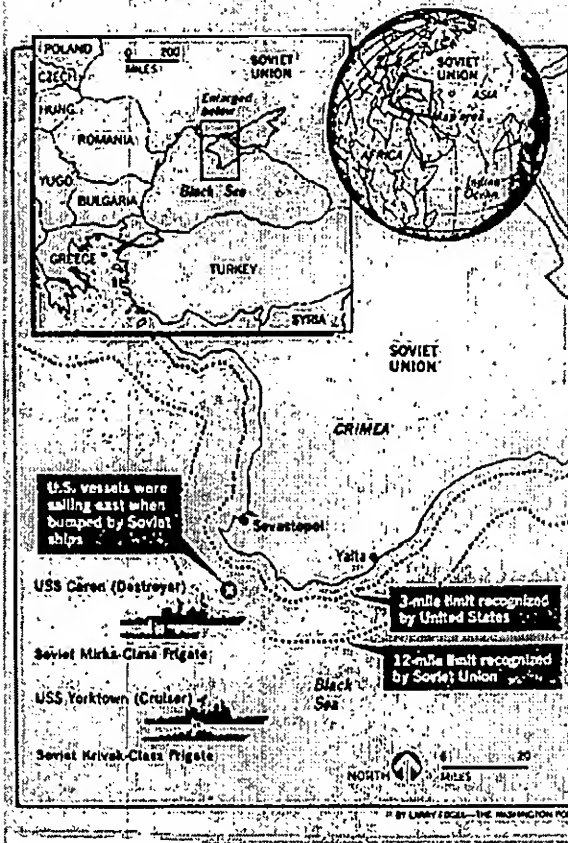 POLAND
CZECH.
HUNG.
ROMANIA
YUGO.
BULGARIA
GREECE
TURKEY
SYRIA
0 200
MILES
SOVIET
UNION
Enlarged
below
Black Sea
SOVIET
UNION
ASIA
Map area
AFRICA
Indian
Ocean
SOVIET
UNION
CRIMEA
Sevastopol
Yalta
U.S. vessels were
sailing east when
bumped by Soviet
ships
USS Caron (Destroyer)
Soviet Mirka-Class Frigate
USS Yorktown (Cruiser)
Soviet Krivak-Class Frigate
3-mile limit recognized
by United States
12-mile limit recognized
by Soviet Union
Black
Sea
NORTH
0 20
MILES
BY LARRY FOGEL—THE WASHINGTON POST